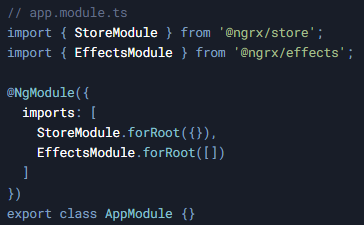 // app.module.ts
import { StoreModule } from '@ngrx/store';
import { EffectsModule } from '@ngrx/effects';

@NgModule({
  imports: [
    StoreModule.forRoot({}),
    EffectsModule.forRoot([])
  ]
})
export class AppModule {}